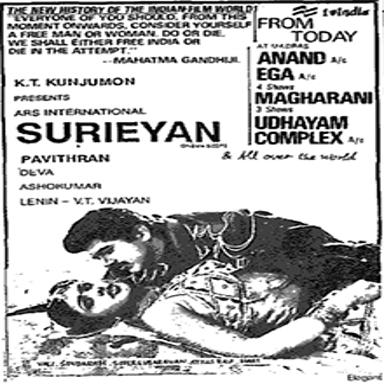 THE NEW HISTORY OF THE INDIAN FILM WORLD
"EVERYONE OF YOU SHOULD, FROM THIS
MOMENT ONWARDS, CONSIDER YOURSELF
A FREE MAN OR WOMAN. DO OR DIE.
WE SHALL EITHER FREE INDIA OR
DIE IN THE ATTEMPT."
--MAHATMA GANDHIJI.
K.T. KUNJUMON
PRESENTS
ARS INTERNATIONAL
SURIEYAN
PAVITHRAN
DEVA
ASHOKUMAR
LENIN - V.T. VIJAYAN
FROM
TODAY
AT MADRAS
ANAND A/c
EGA A/c
4 Shows
MAGHARANI
3 Shows
UDHAYAM
COMPLEX A/c
& All over the world
Elegant